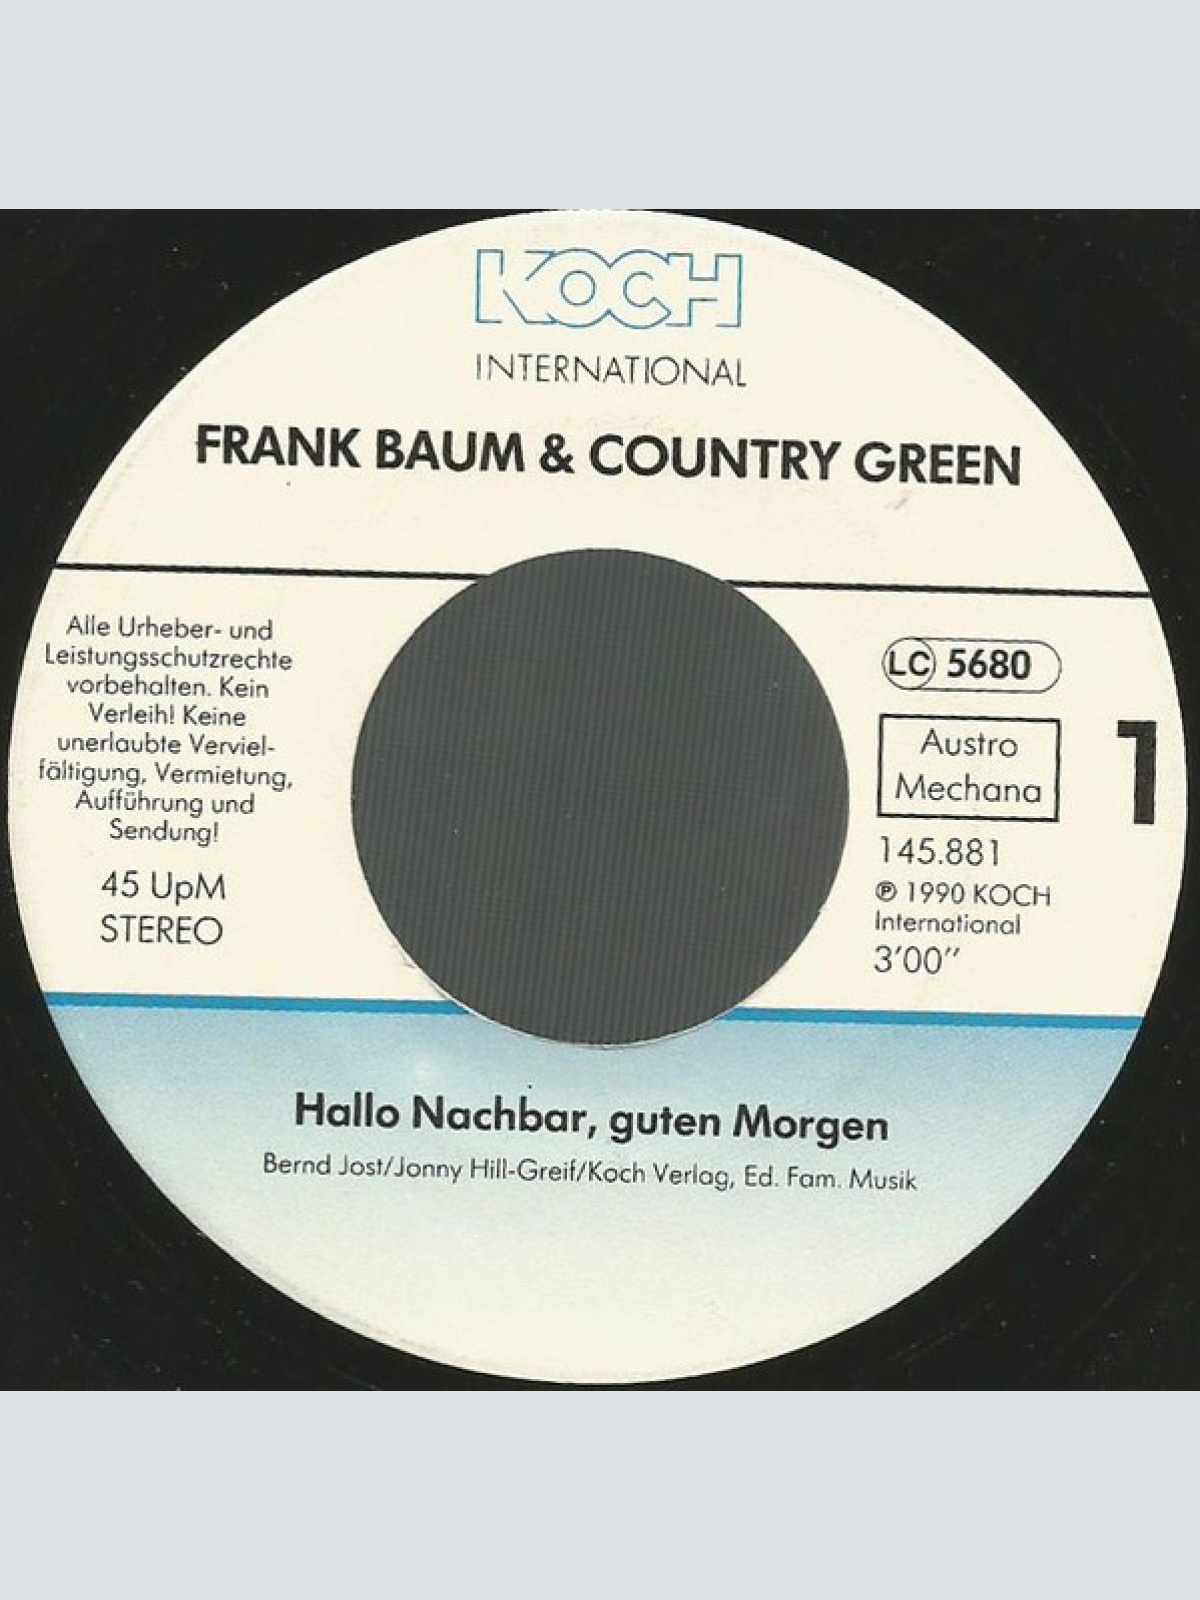 KOCH
INTERNATIONAL
FRANK BAUM & COUNTRY GREEN
Alle Urheber- und
Leistungsschutzrechte
vorbehalten. Kein
Verleih! Keine
unerlaubte Verviel-
fältigung, Vermietung,
Aufführung und
Sendung!
45 UpM
STEREO
LC 5680
Austro
Mechana
1
145.881
℗ 1990 KOCH
International
3'00"
Hallo Nachbar, guten Morgen
Bernd Jost/Jonny Hill-Greif/Koch Verlag, Ed. Fam. Musik